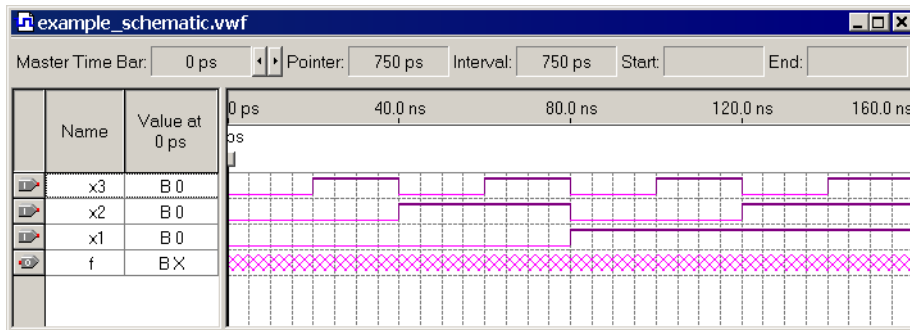 example_schematic.vwf
Master Time Bar: 0 ps Pointer: 750 ps Interval: 750 ps Start: End:
Name Value at 0 ps
0 ps 40.0 ns 80.0 ns 120.0 ns 160.0 ns
ps
x3 B 0
x2 B 0
x1 B 0
f B X